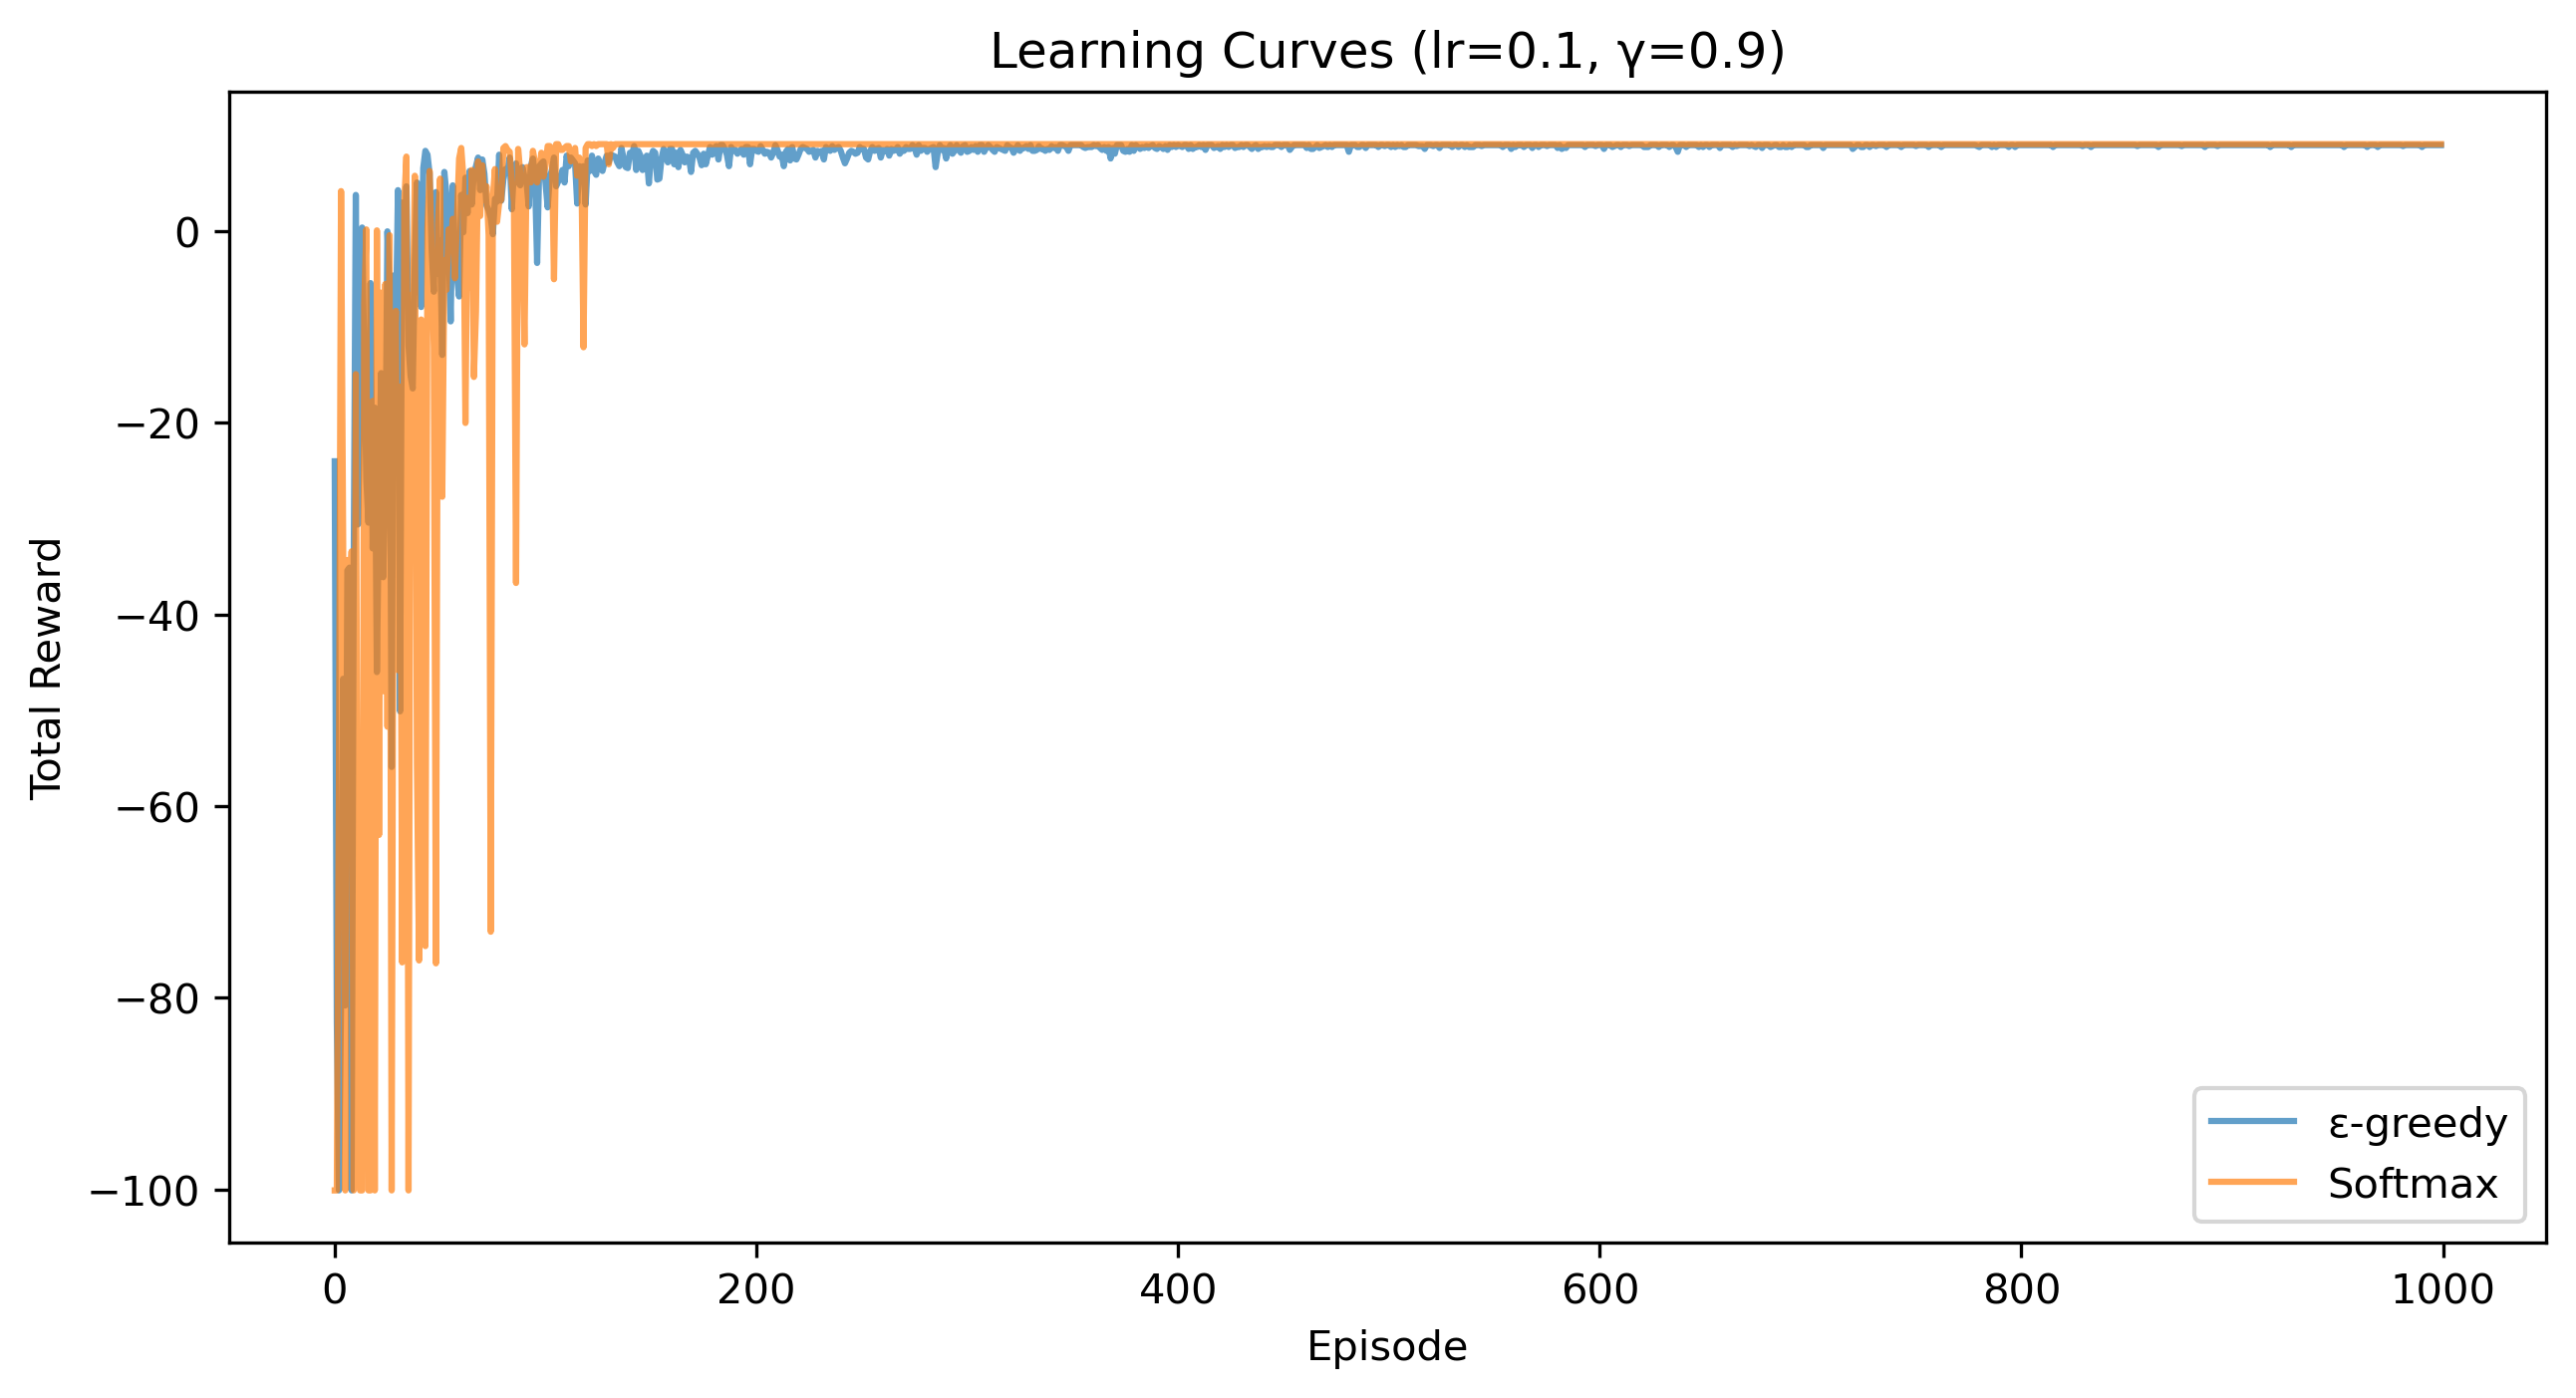 Learning Curves (lr=0.1, γ=0.9)
Total Reward
0
−20
−40
−60
−80
−100
0
200
400
600
800
1000
Episode
ε-greedy
Softmax